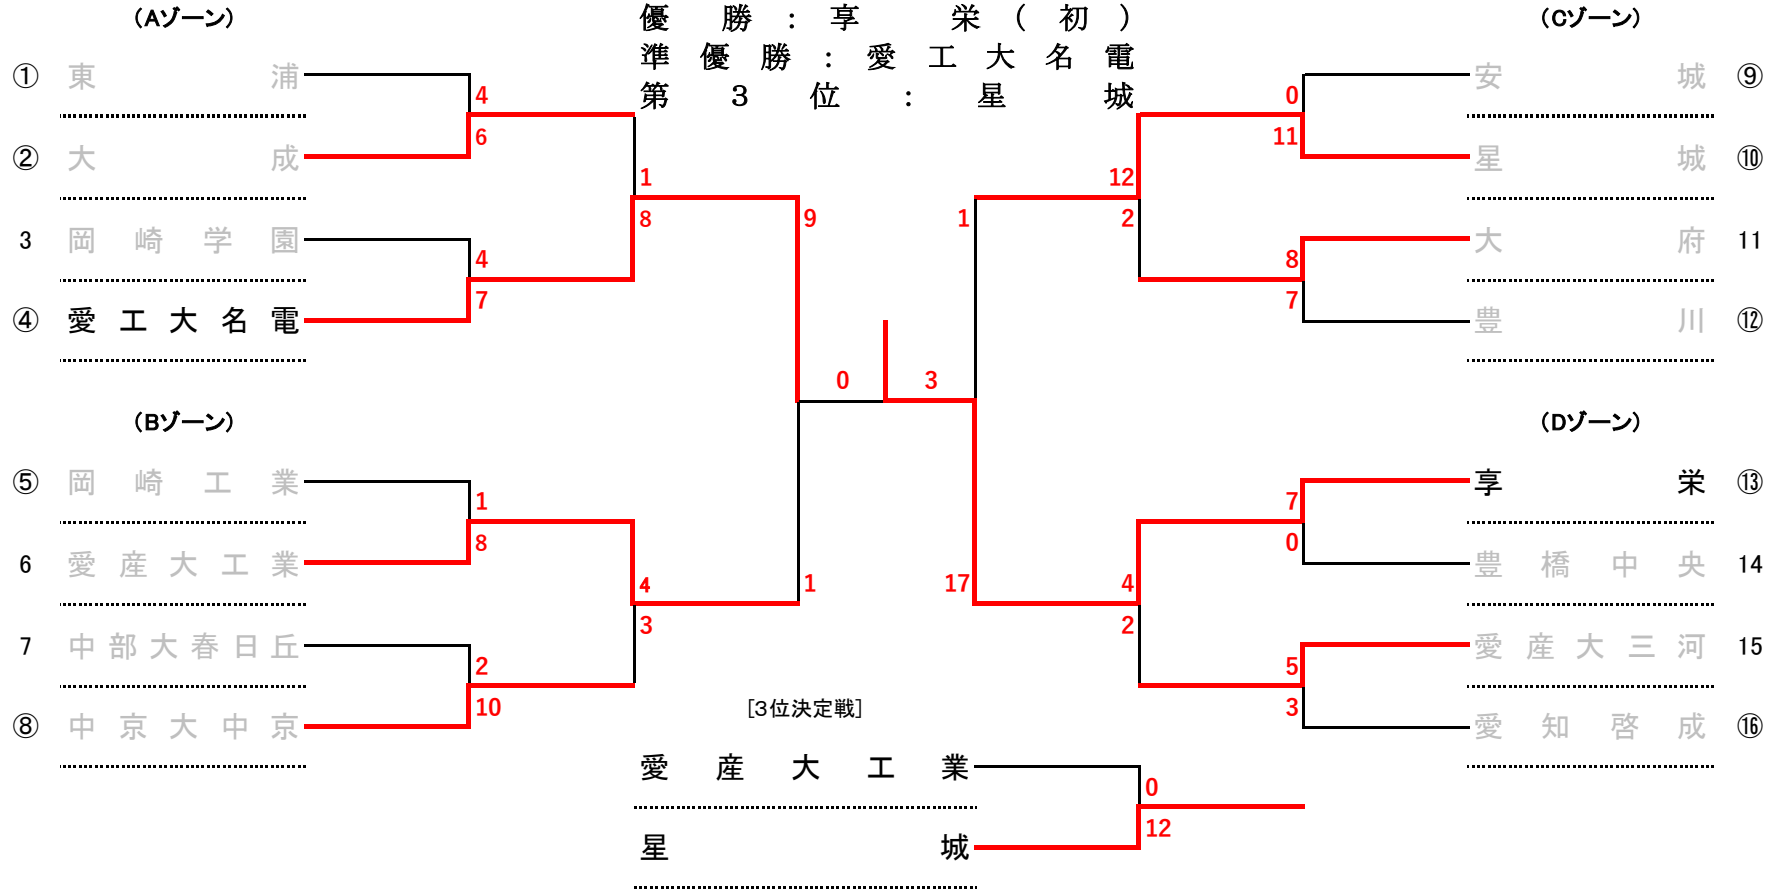 優勝：享栄（初）
準優勝：愛工大名電
第３位：星城
（Aゾーン）
① 東浦
4
6
② 大成
1
8
3 岡崎学園
4
7
④ 愛工大名電
9
（Bゾーン）
⑤ 岡崎工業
1
8
6 愛産大工業
4
3
7 中部大春日丘
2
10
⑧ 中京大中京
1
0
3
（Cゾーン）
安城 ⑨
0
11
星城 ⑩
12
2
大府 11
8
7
豊川 ⑫
1
（Dゾーン）
享栄 ⑬
7
0
豊橋中央 14
4
2
愛産大三河 15
5
3
愛知啓成 ⑯
17
［3位決定戦］
愛産大工業
0
12
星城